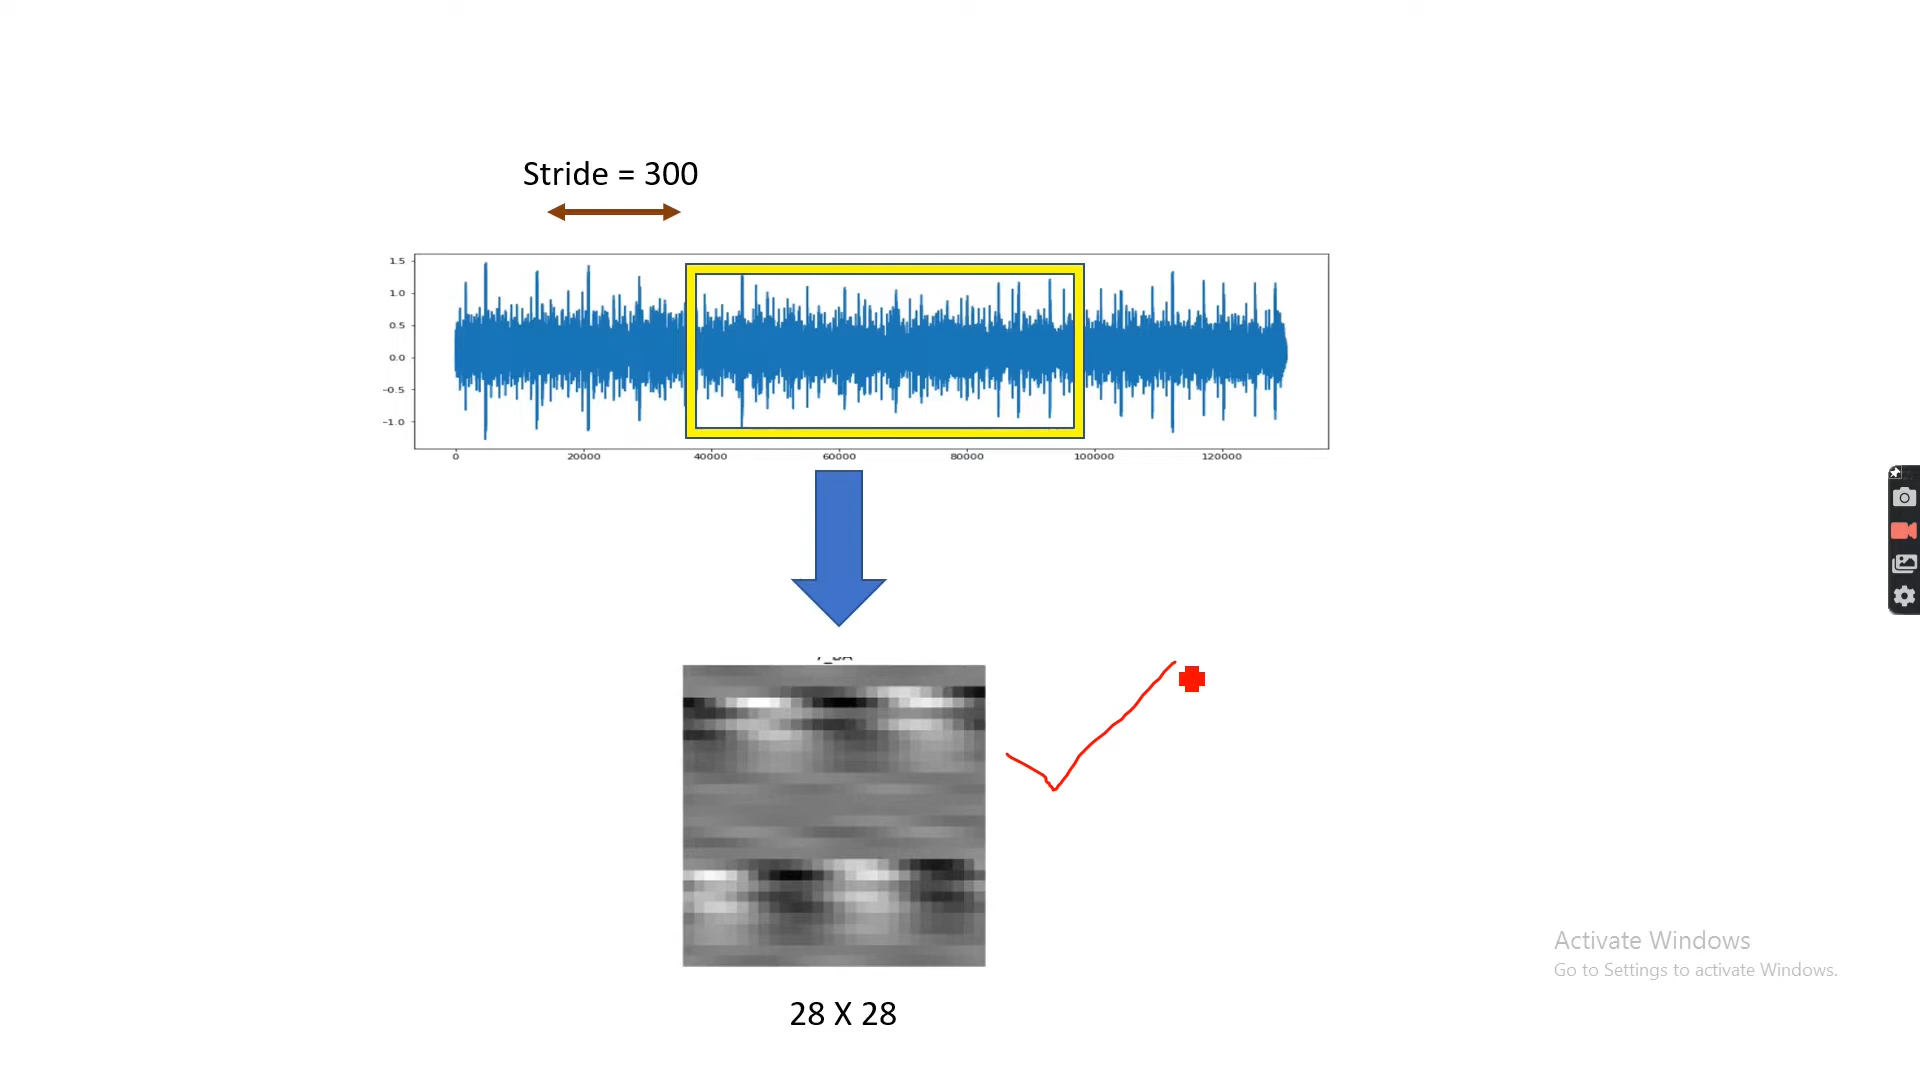 Stride = 300
1.5
1.0
0.5
0.0
−0.5
−1.0
0 20000 40000 60000 80000 100000 120000
28 X 28
Activate Windows
Go to Settings to activate Windows.